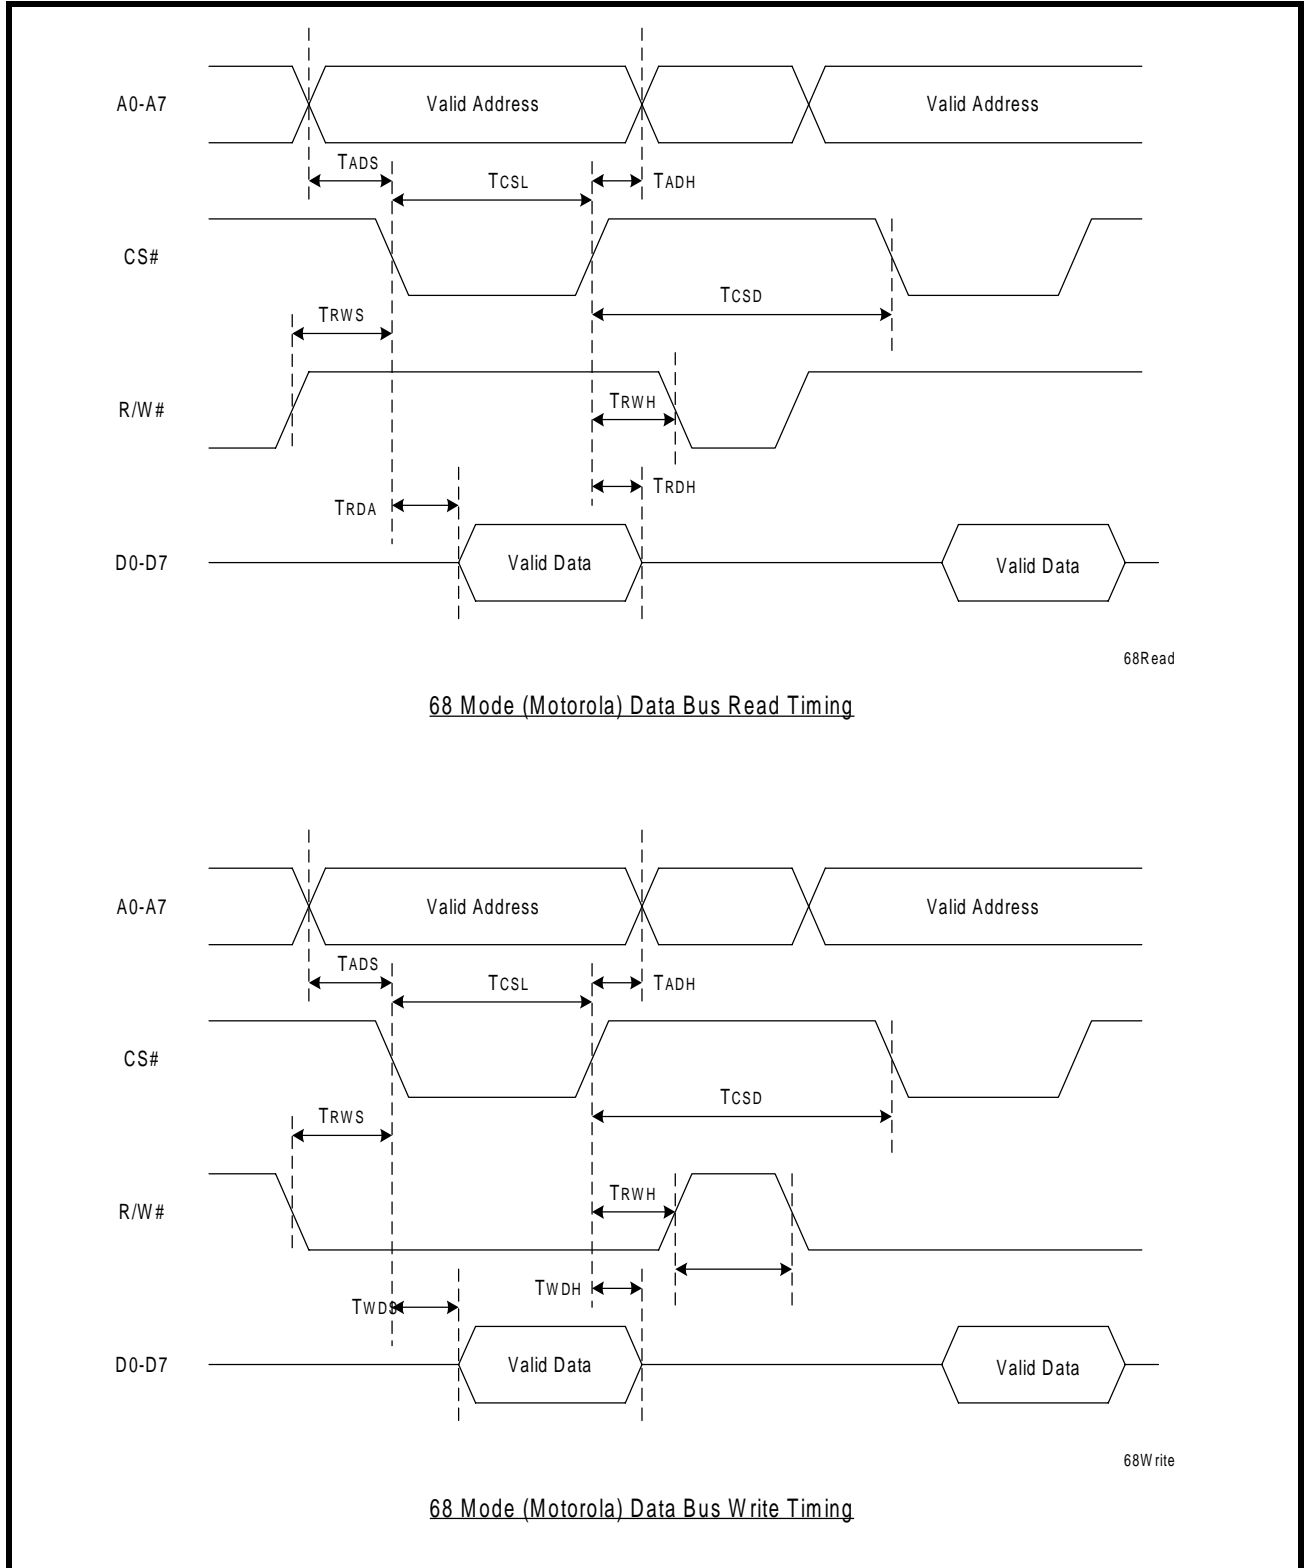 A0-A7
Valid Address
Valid Address
TADS
TCSL
TADH
CS#
TCSD
TRWS
R/W#
TRWH
TRDH
TRDA
D0-D7
Valid Data
Valid Data
68Read
68 Mode (Motorola) Data Bus Read Timing
A0-A7
Valid Address
Valid Address
TADS
TCSL
TADH
CS#
TCSD
TRWS
R/W#
TRWH
TWDH
TWDS
D0-D7
Valid Data
Valid Data
68Write
68 Mode (Motorola) Data Bus Write Timing